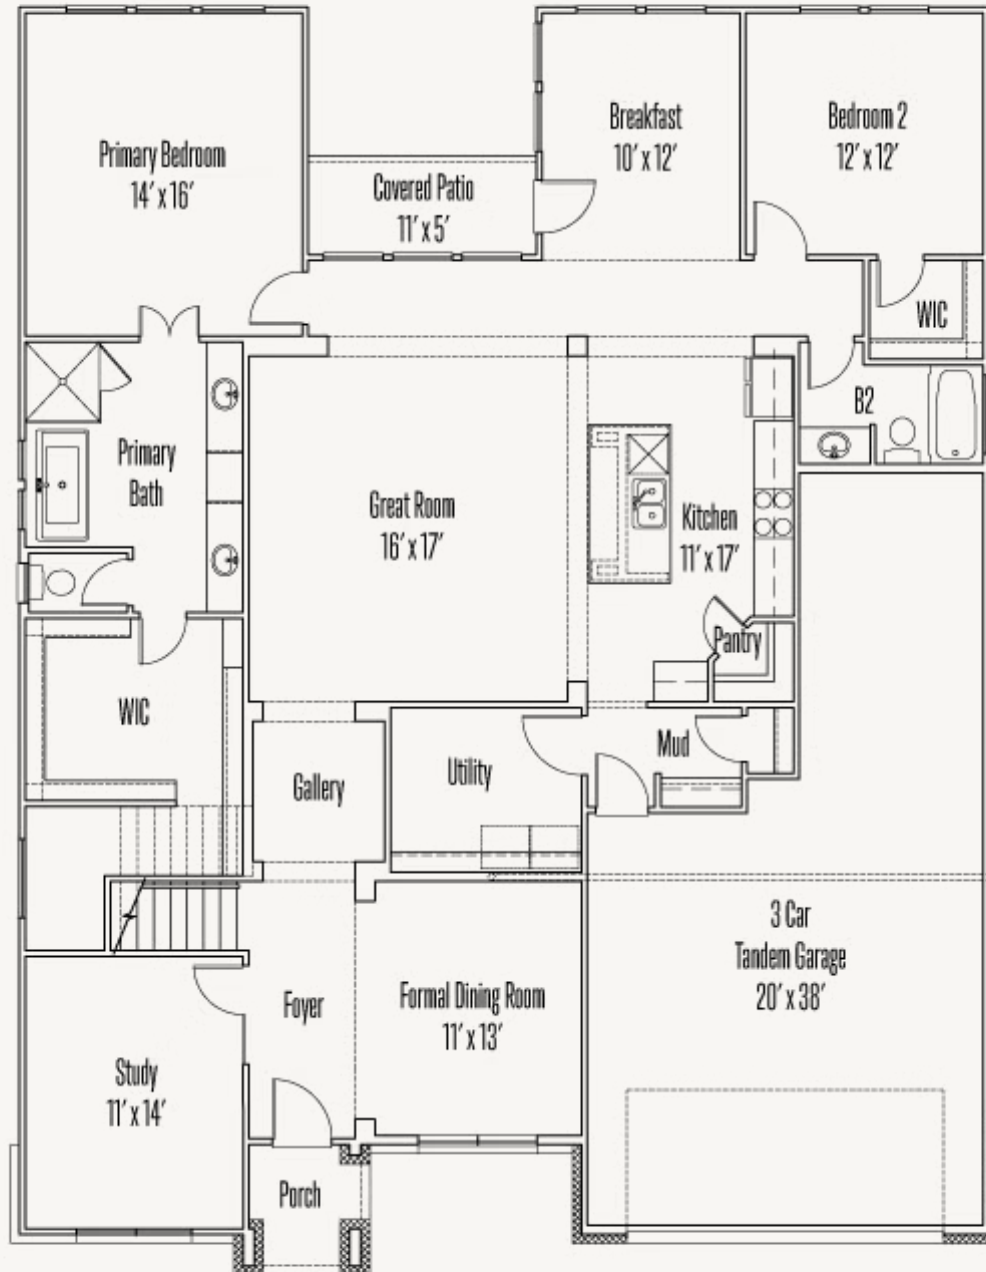 Primary Bedroom
14' x 16'
Covered Patio
11' x 5'
Breakfast
10' x 12'
Bedroom 2
12' x 12'
WIC
B2
Primary
Bath
Great Room
16' x 17'
Kitchen
11' x 17'
Pantry
WIC
Gallery
Utility
Mud
3 Car
Tandem Garage
20' x 38'
Foyer
Formal Dining Room
11' x 13'
Study
11' x 14'
Porch